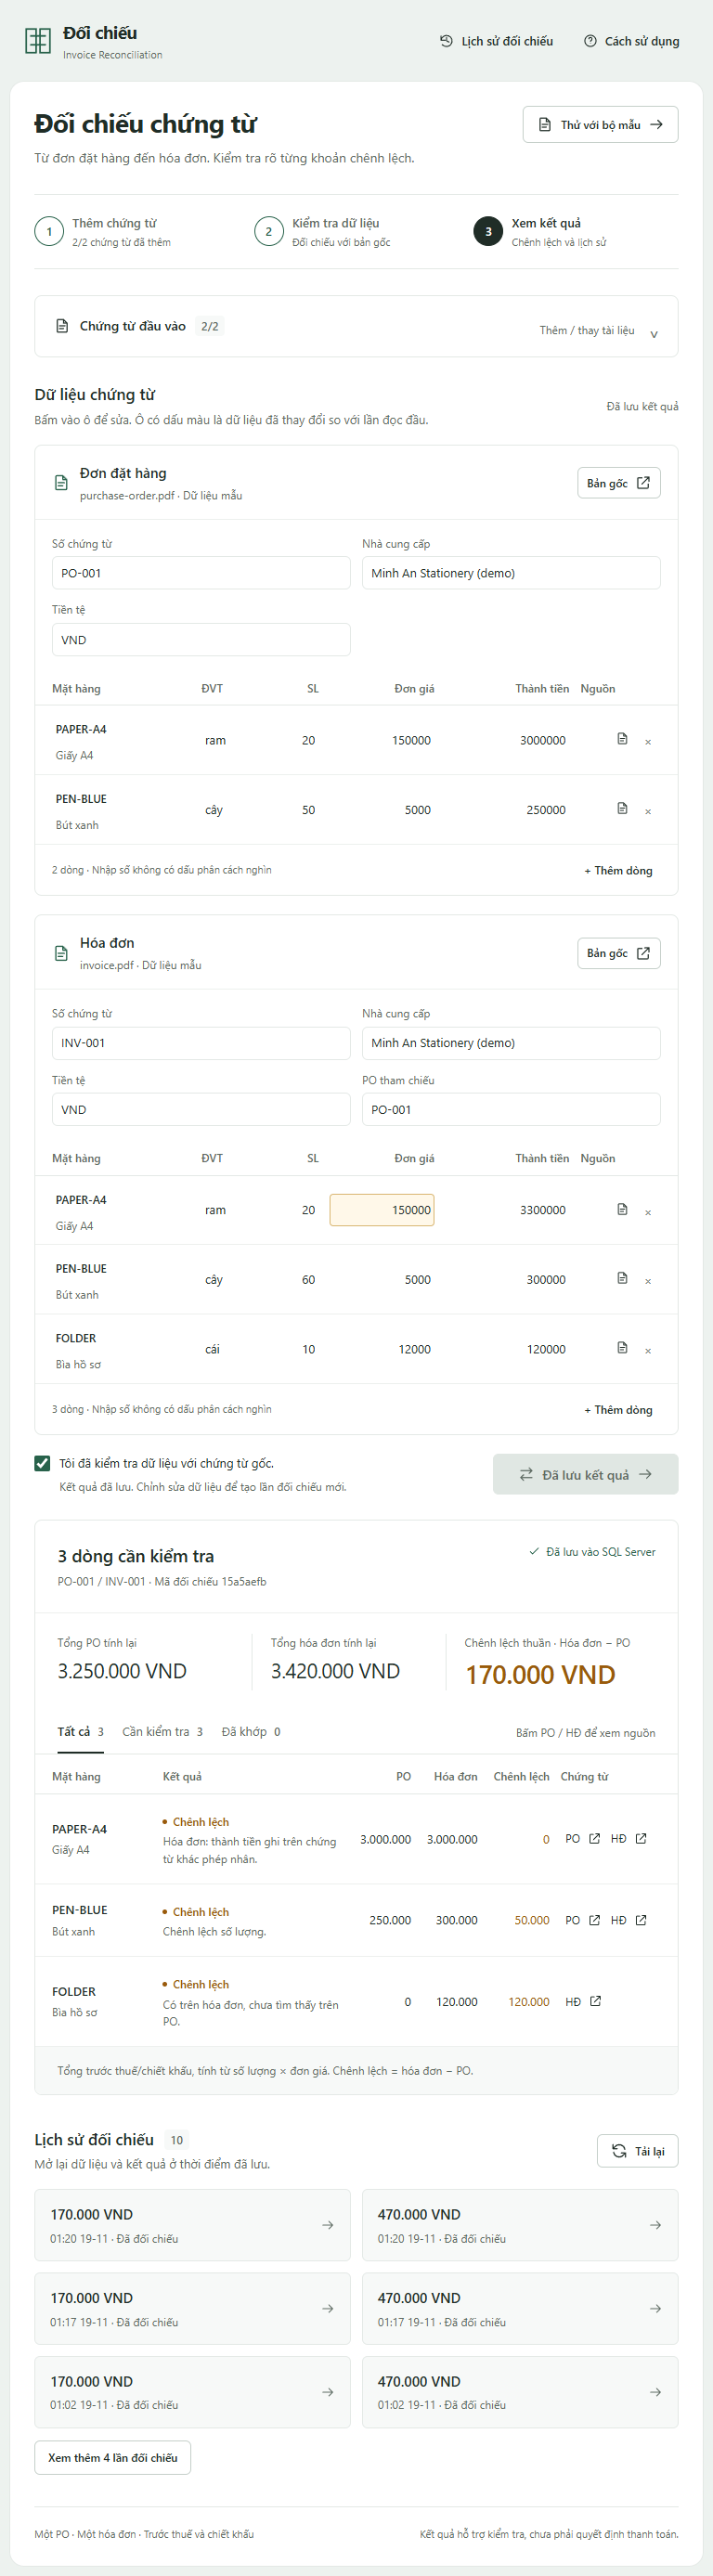 Đối chiếu
Invoice Reconciliation
Lịch sử đối chiếu
Cách sử dụng
Đối chiếu chứng từ
Thử với bộ mẫu →
Từ đơn đặt hàng đến hóa đơn. Kiểm tra rõ từng khoản chênh lệch.
1 Thêm chứng từ
2/2 chứng từ đã thêm
2 Kiểm tra dữ liệu
Đối chiếu với bản gốc
3 Xem kết quả
Chênh lệch và lịch sử
Chứng từ đầu vào 2/2
Thêm / thay tài liệu
Dữ liệu chứng từ
Bấm vào ô để sửa. Ô có dấu màu là dữ liệu đã thay đổi so với lần đọc đầu.
Đã lưu kết quả
Đơn đặt hàng
purchase-order.pdf · Dữ liệu mẫu
Bản gốc
Số chứng từ Nhà cung cấp
PO-001 Minh An Stationery (demo)
Tiền tệ
VND
Mặt hàng ĐVT SL Đơn giá Thành tiền Nguồn
PAPER-A4
Giấy A4
ram 20 150000 3000000 ×
PEN-BLUE
Bút xanh
cây 50 5000 250000 ×
2 dòng · Nhập số không có dấu phân cách nghìn
+ Thêm dòng
Hóa đơn
invoice.pdf · Dữ liệu mẫu
Bản gốc
Số chứng từ Nhà cung cấp
INV-001 Minh An Stationery (demo)
Tiền tệ PO tham chiếu
VND PO-001
Mặt hàng ĐVT SL Đơn giá Thành tiền Nguồn
PAPER-A4
Giấy A4
ram 20 150000 3300000 ×
PEN-BLUE
Bút xanh
cây 60 5000 300000 ×
FOLDER
Bìa hồ sơ
cái 10 12000 120000 ×
3 dòng · Nhập số không có dấu phân cách nghìn
+ Thêm dòng
Tôi đã kiểm tra dữ liệu với chứng từ gốc.
Kết quả đã lưu. Chỉnh sửa dữ liệu để tạo lần đối chiếu mới.
Đã lưu kết quả →
3 dòng cần kiểm tra
PO-001 / INV-001 · Mã đối chiếu 15a5aefb
✓ Đã lưu vào SQL Server
Tổng PO tính lại
3.250.000 VND
Tổng hóa đơn tính lại
3.420.000 VND
Chênh lệch thuần · Hóa đơn − PO
170.000 VND
Tất cả 3 Cần kiểm tra 3 Đã khớp 0
Bấm PO / HĐ để xem nguồn
Mặt hàng Kết quả PO Hóa đơn Chênh lệch Chứng từ
PAPER-A4
Giấy A4
• Chênh lệch
Hóa đơn: thành tiền ghi trên chứng
từ khác phép nhân.
3.000.000 3.000.000 0 PO HĐ
PEN-BLUE
Bút xanh
• Chênh lệch
Chênh lệch số lượng.
250.000 300.000 50.000 PO HĐ
FOLDER
Bìa hồ sơ
• Chênh lệch
Có trên hóa đơn, chưa tìm thấy trên
PO.
0 120.000 120.000 HĐ
Tổng trước thuế/chiết khấu, tính từ số lượng × đơn giá. Chênh lệch = hóa đơn − PO.
Lịch sử đối chiếu 10
Mở lại dữ liệu và kết quả ở thời điểm đã lưu.
Tải lại
170.000 VND
01:20 19-11 · Đã đối chiếu
→
470.000 VND
01:20 19-11 · Đã đối chiếu
→
170.000 VND
01:17 19-11 · Đã đối chiếu
→
470.000 VND
01:17 19-11 · Đã đối chiếu
→
170.000 VND
01:02 19-11 · Đã đối chiếu
→
470.000 VND
01:02 19-11 · Đã đối chiếu
→
Xem thêm 4 lần đối chiếu
Một PO · Một hóa đơn · Trước thuế và chiết khấu
Kết quả hỗ trợ kiểm tra, chưa phải quyết định thanh toán.